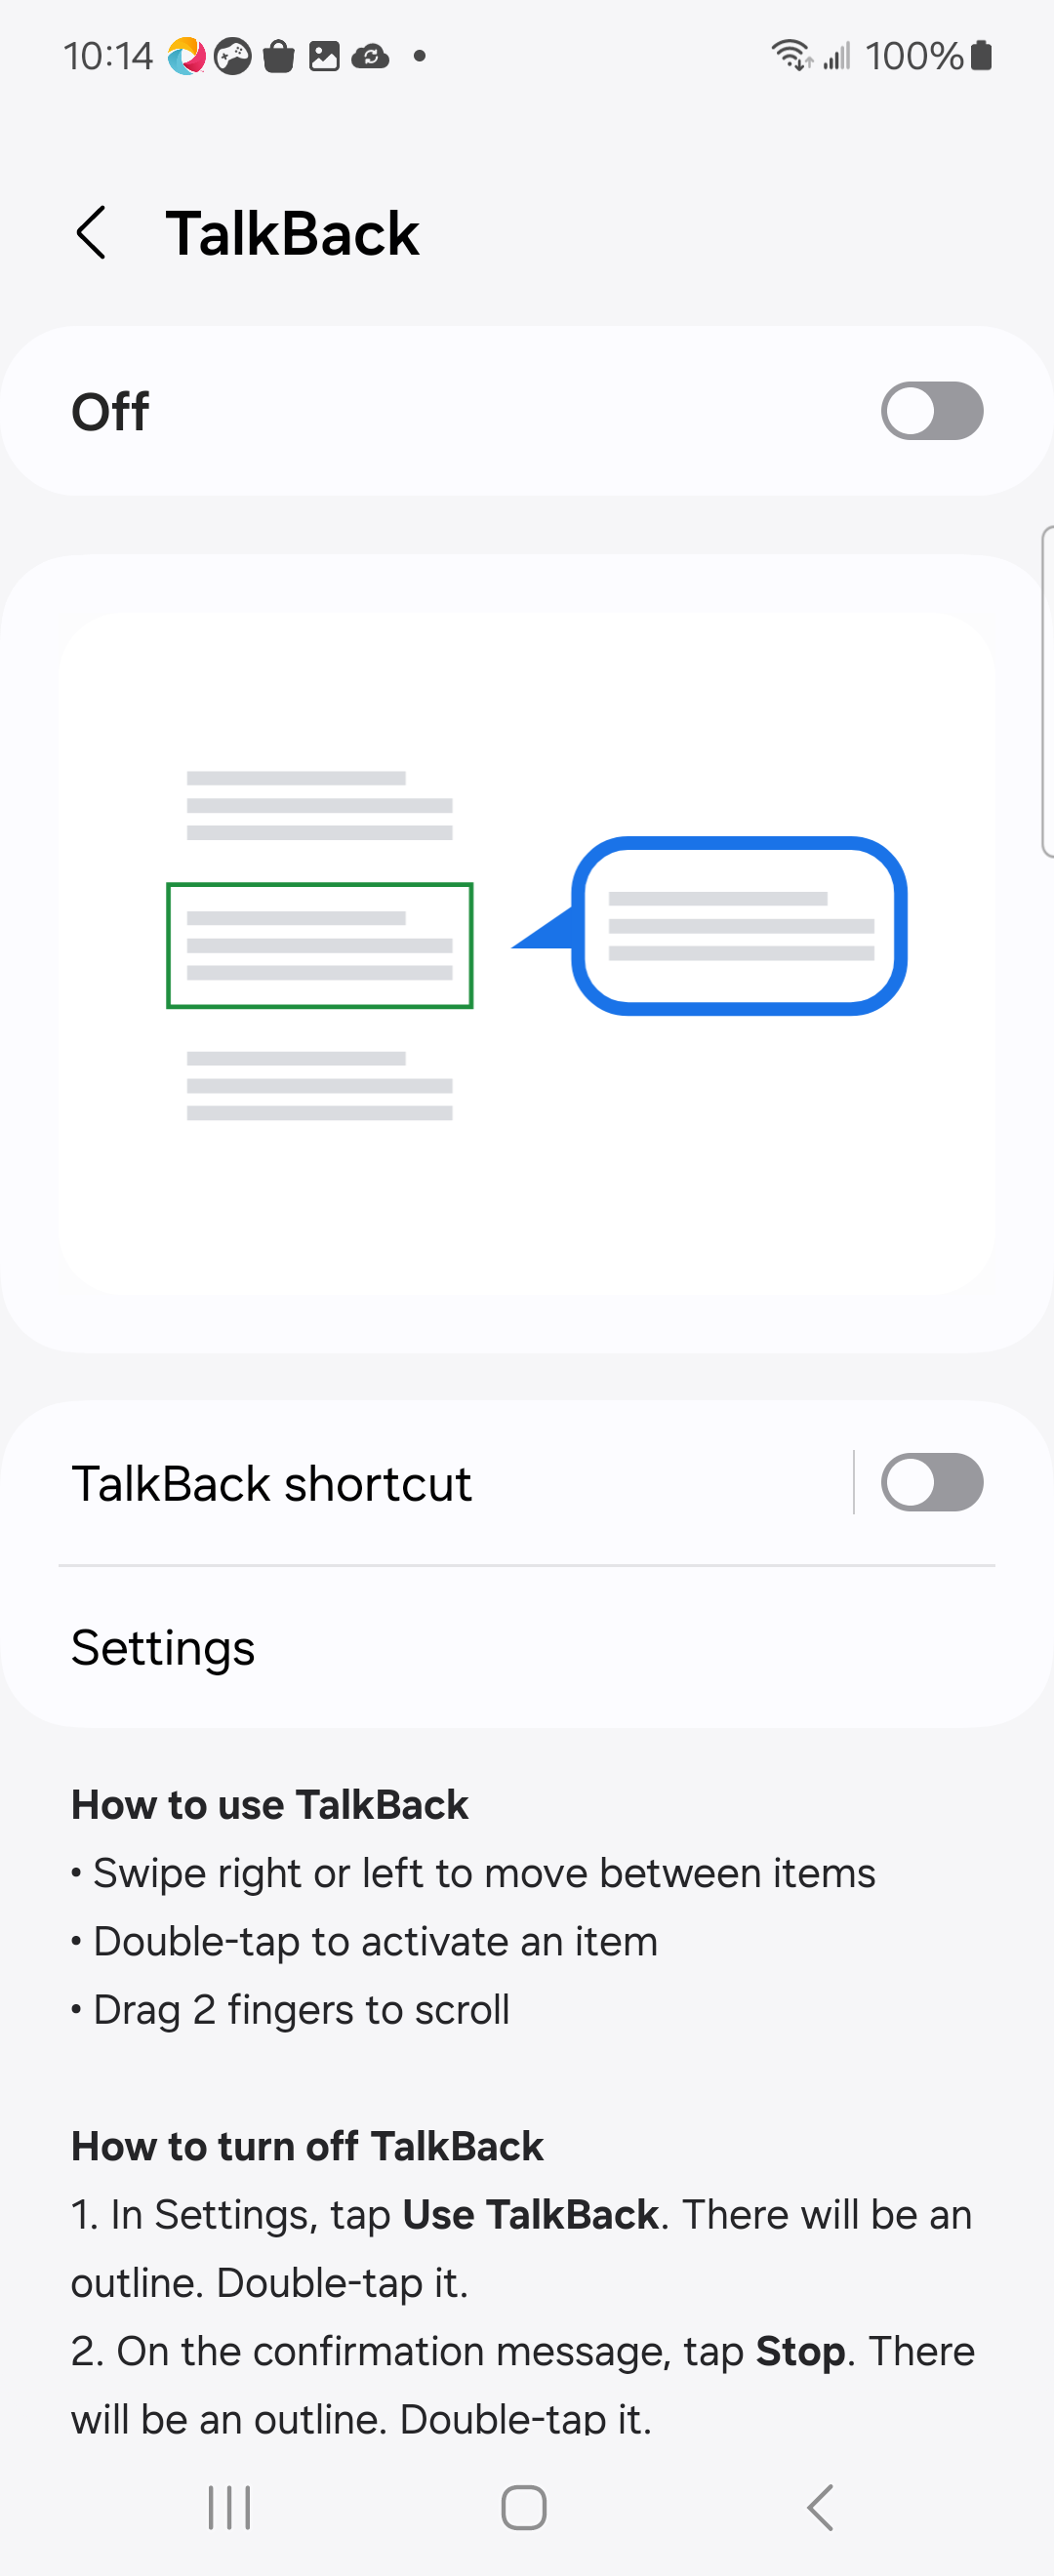 10:14
100%
TalkBack
Off
TalkBack shortcut
Settings
How to use TalkBack
• Swipe right or left to move between items
• Double-tap to activate an item
• Drag 2 fingers to scroll
How to turn off TalkBack
1. In Settings, tap Use TalkBack. There will be an
outline. Double-tap it.
2. On the confirmation message, tap Stop. There
will be an outline. Double-tap it.